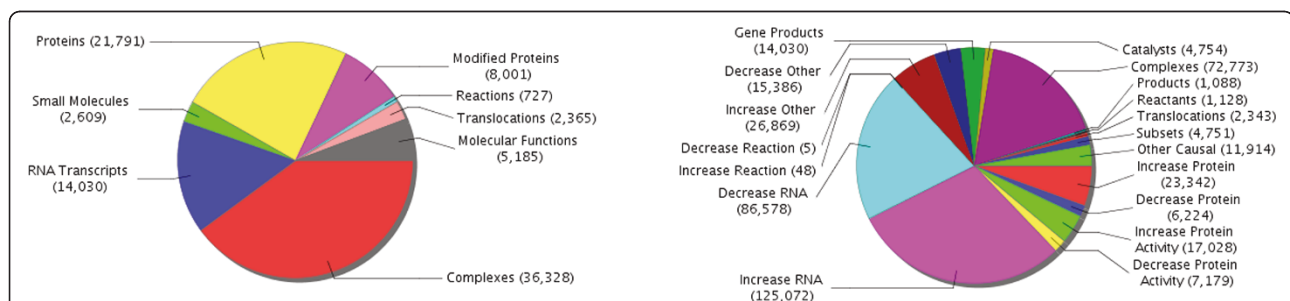 Proteins (21,791)
Modified Proteins
(8,001)
Small Molecules
(2,609)
Reactions (727)
Translocations (2,365)
Molecular Functions
(5,185)
RNA Transcripts
(14,030)
Complexes (36,328)
Gene Products
(14,030)
Decrease Other
(15,386)
Increase Other
(26,869)
Decrease Reaction (5)
Increase Reaction (48)
Decrease RNA
(86,578)
Increase RNA
(125,072)
Catalysts (4,754)
Complexes (72,773)
Products (1,088)
Reactants (1,128)
Translocations (2,343)
Subsets (4,751)
Other Causal (11,914)
Increase Protein
(23,342)
Decrease Protein
(6,224)
Increase Protein
Activity (17,028)
Decrease Protein
Activity (7,179)